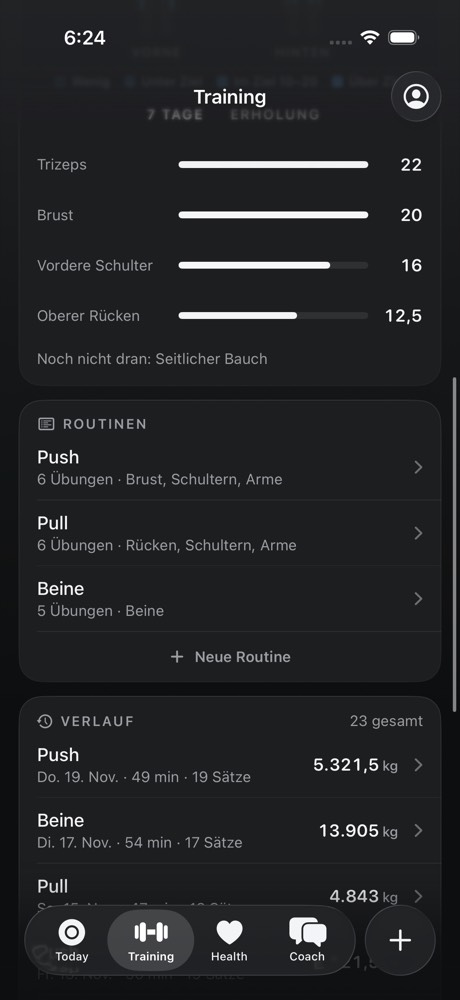 6:24
Training
7 TAGE ERHOLUNG
Trizeps 22
Brust 20
Vordere Schulter 16
Oberer Rücken 12,5
Noch nicht dran: Seitlicher Bauch
ROUTINEN
Push
6 Übungen · Brust, Schultern, Arme
Pull
6 Übungen · Rücken, Schultern, Arme
Beine
5 Übungen · Beine
+ Neue Routine
VERLAUF 23 gesamt
Push
Do. 19. Nov. · 49 min · 19 Sätze
5.321,5 kg
Beine
Di. 17. Nov. · 54 min · 17 Sätze
13.905 kg
Pull
4.843 kg
Today Training Health Coach